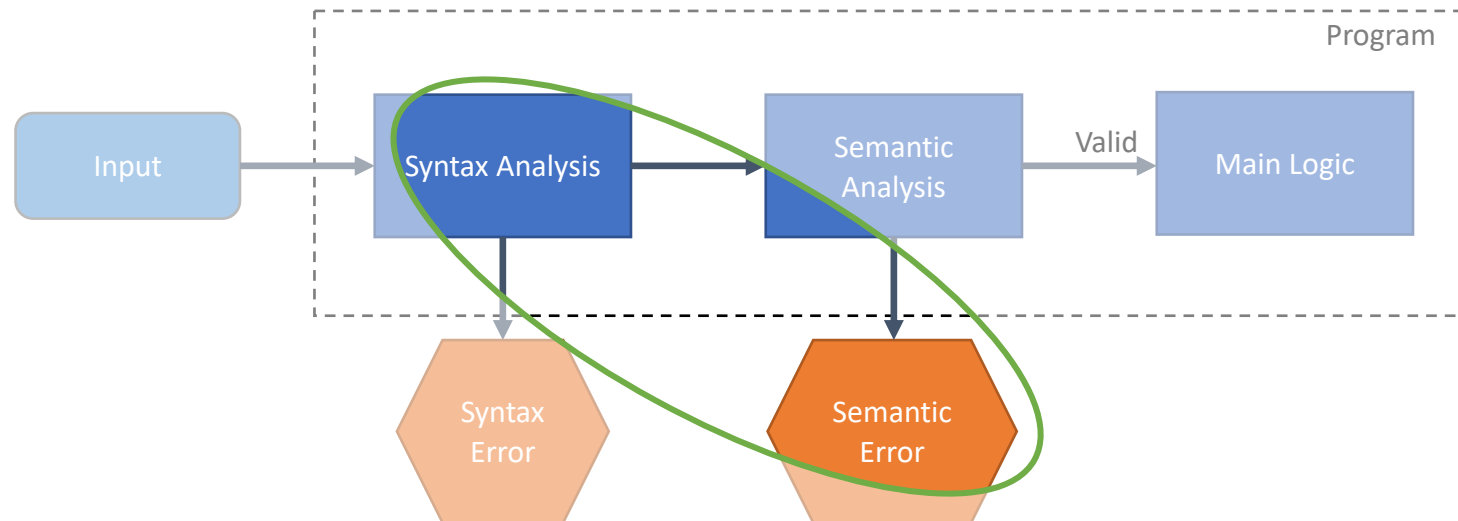 Program
Input
Syntax Analysis
Semantic
Analysis
Valid
Main Logic
Syntax
Error
Semantic
Error